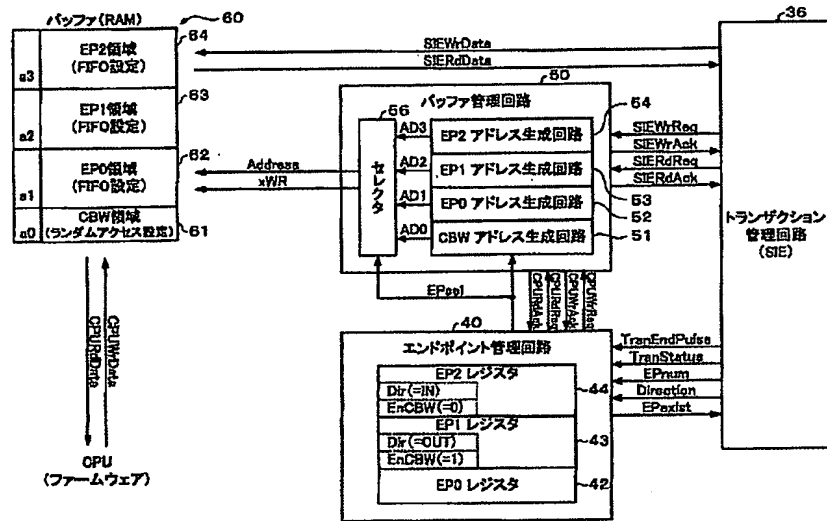 バッファ(RAM)
60
36
64
EP2領域
(FIFO設定)
a3
63
EP1領域
(FIFO設定)
a2
62
EP0領域
(FIFO設定)
a1
CBW領域
(ランダムアクセス設定)
a0
61
SIEWrData
SIERdData
50
バッファ管理回路
56
セレクタ
AD3
AD2
AD1
AD0
EP2 アドレス生成回路
EP1 アドレス生成回路
EP0 アドレス生成回路
CBW アドレス生成回路
54
53
52
51
Address
xWR
SIEWrReq
SIEWrAck
SIERdReq
SIERdAck
トランザクション
管理回路
(SIE)
EPsel
CPURdAck
CPURdReq
CPUWrAck
CPUWrReq
CPURdData
CPUWrData
CPU
(ファームウェア)
40
エンドポイント管理回路
EP2 レジスタ
Dir(=IN)
EnCBW(=0)
44
EP1 レジスタ
Dir(=OUT)
EnCBW(=1)
43
EP0 レジスタ
42
TranEndPulse
TranStatus
EPnum
Direction
EPexist